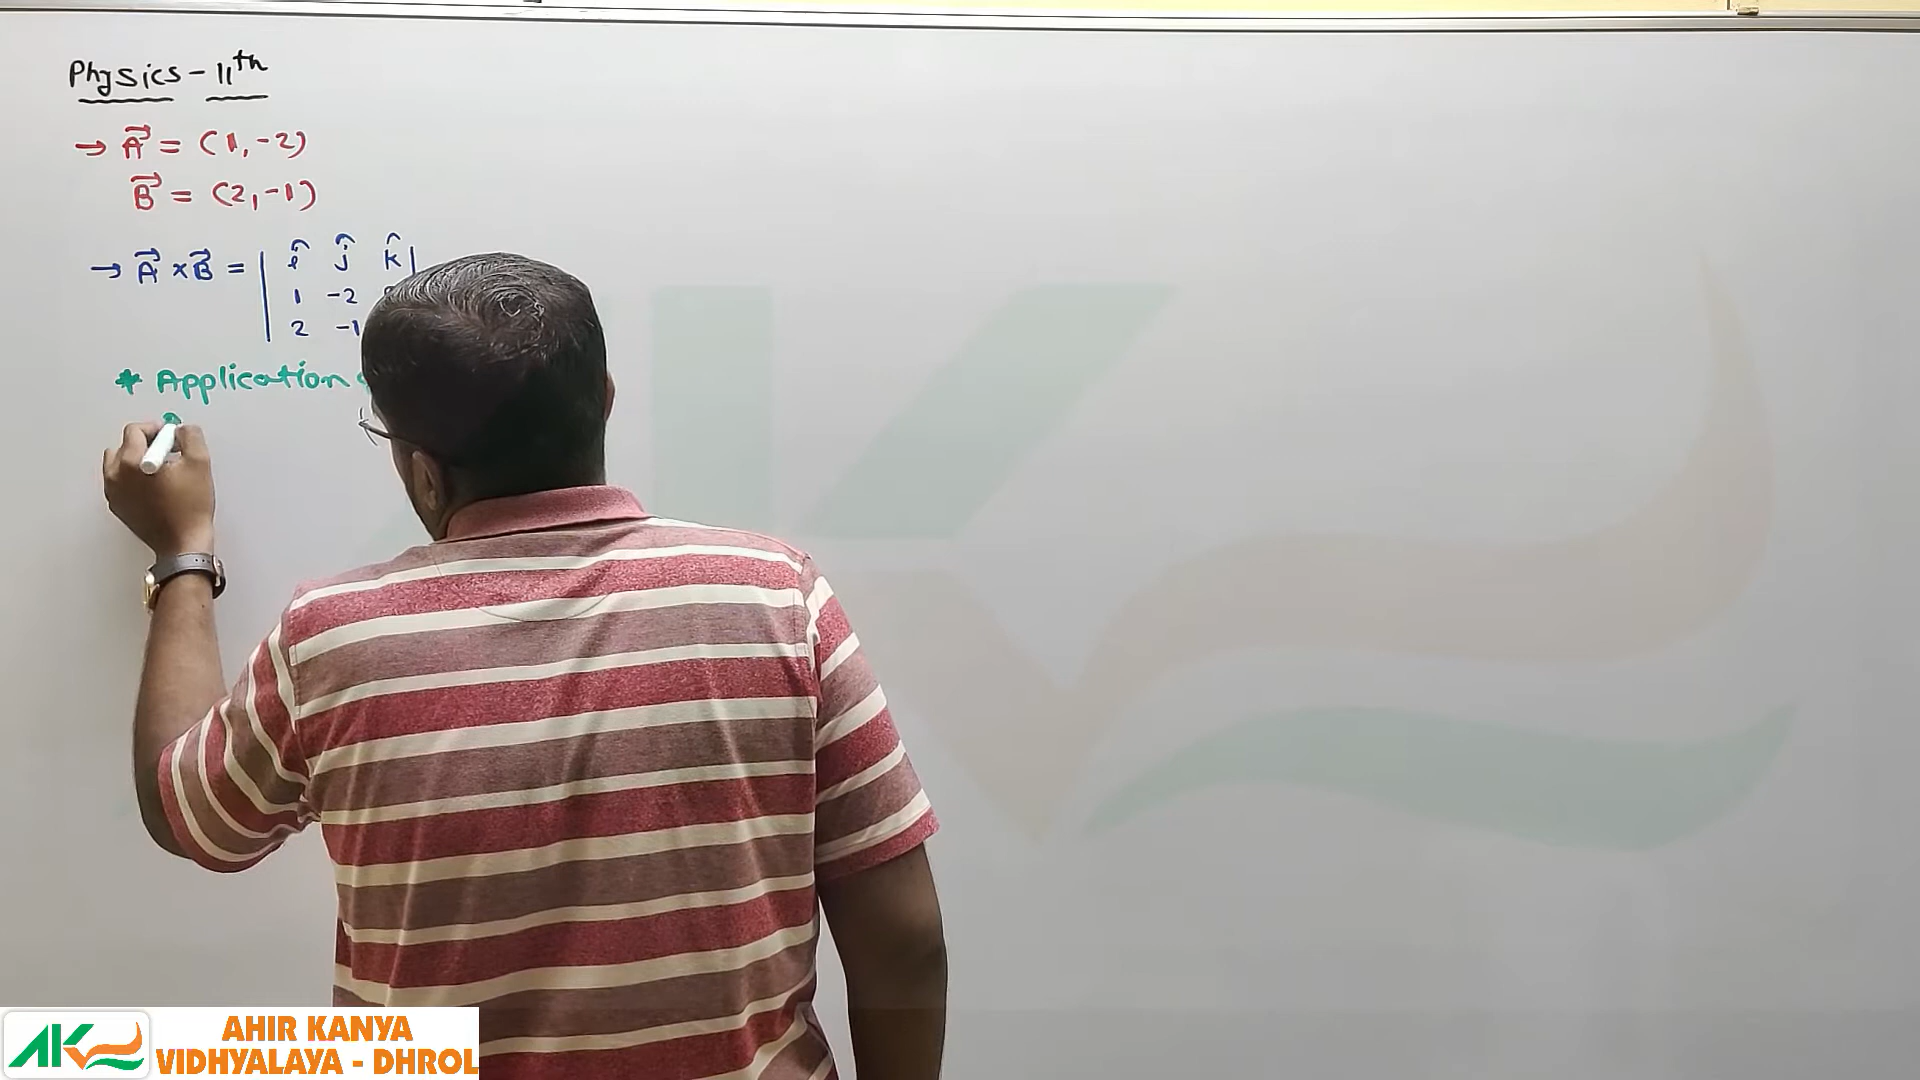 Physics - 11th
→ A⃗ = (1, -2)
B⃗ = (2, -1)
→ A⃗ × B⃗ = | î ĵ k̂ |
1 -2
2 -1
* Application
AHIR KANYA
VIDHYALAYA - DHROL